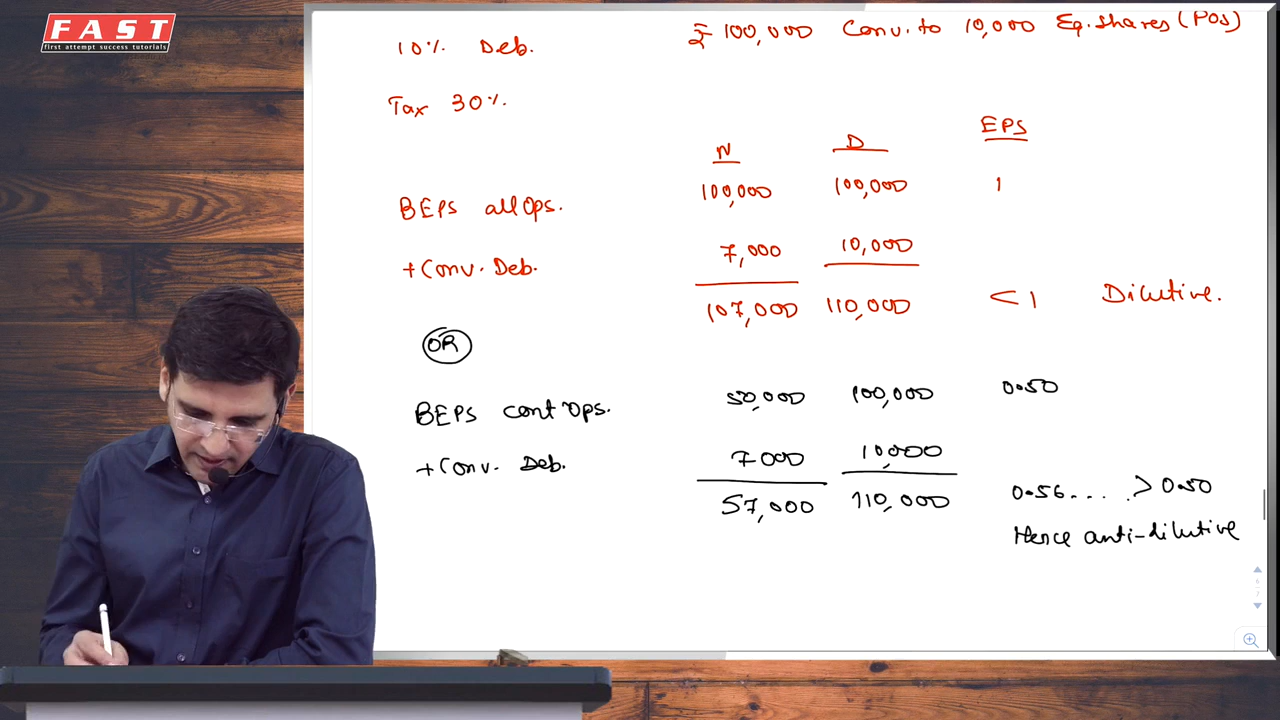 FAST
first attempt success tutorials
10% Deb. ₹ 100,000 Conv. to 10,000 Eq. shares (POS)
Tax 30%
N D EPS
BEPS all Ops. 100,000 100,000 1
+ Conv. Deb. 7,000 10,000
107,000 110,000 < 1 Dilutive.
OR
BEPS cont Ops. 50,000 100,000 0.50
+ Conv. Deb. 7000 10,000
57,000 110,000 0.56.... > 0.50
Hence anti-dilutive